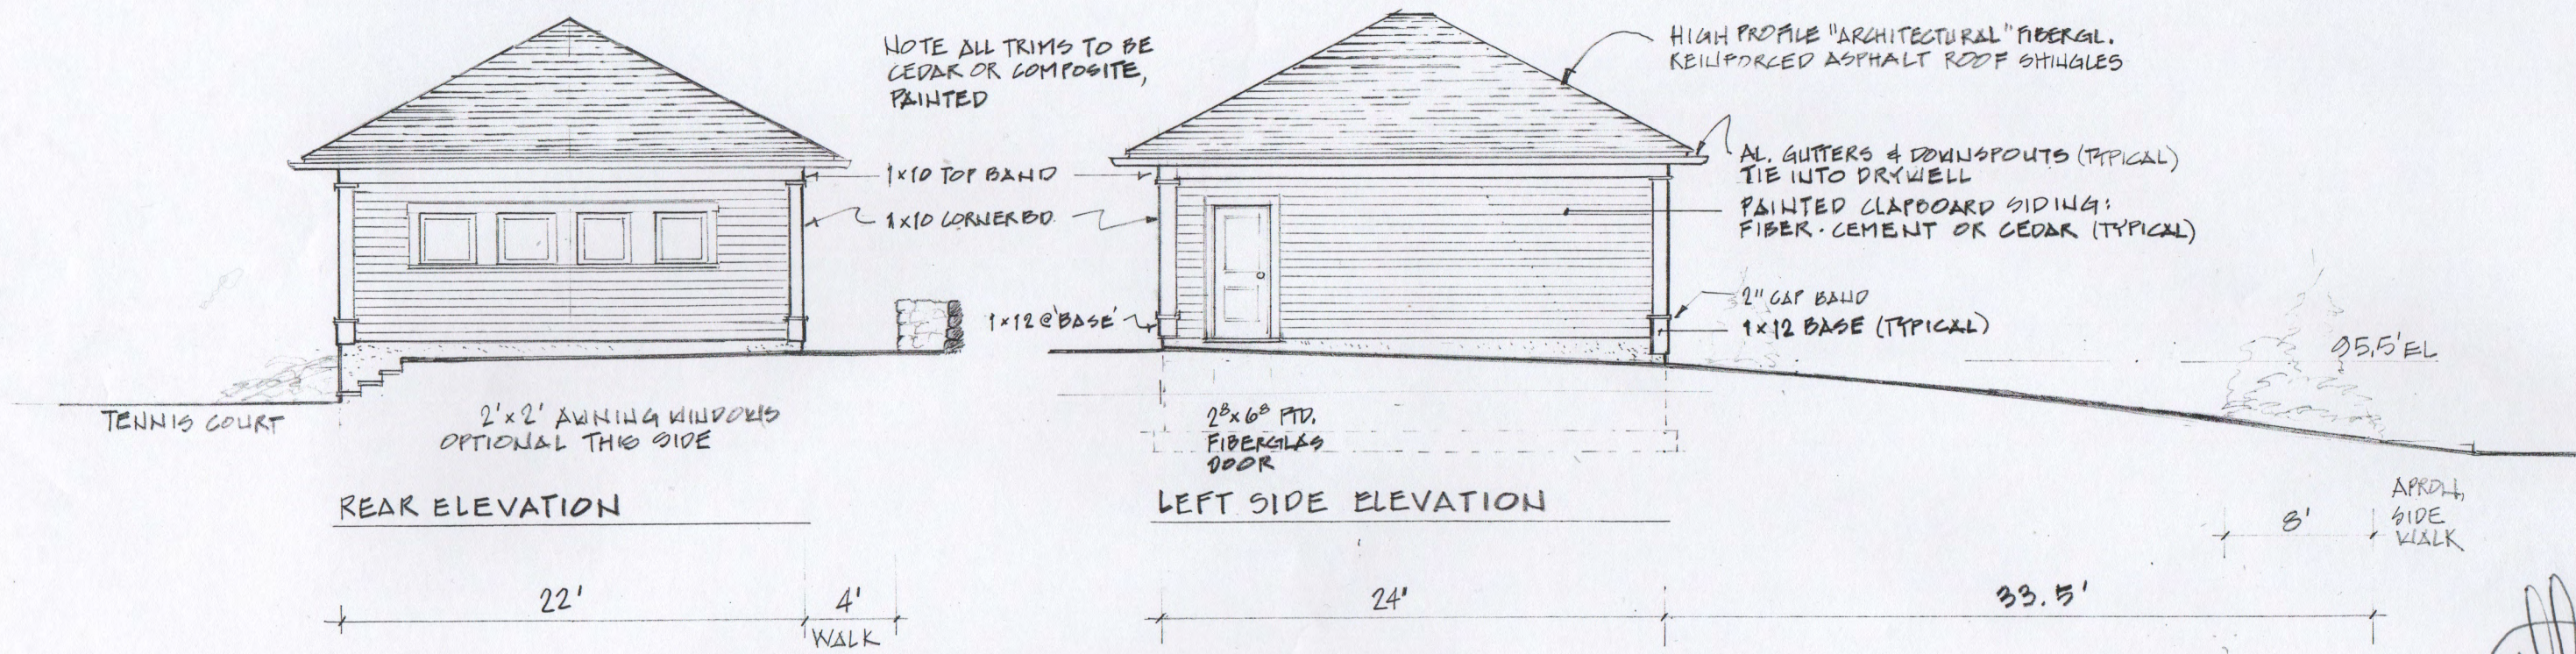 NOTE ALL TRIMS TO BE
CEDAR OR COMPOSITE,
PAINTED
HIGH PROFILE "ARCHITECTURAL" FIBERGL.
REINFORCED ASPHALT ROOF SHINGLES
1x10 TOP BAND
1x10 CORNER BD.
1x12 @ 'BASE'
AL. GUTTERS & DOWNSPOUTS (TYPICAL)
TIE INTO DRYWELL
PAINTED CLAPBOARD SIDING:
FIBER-CEMENT OR CEDAR (TYPICAL)
2" CAP BAND
1x12 BASE (TYPICAL)
95.5' EL
TENNIS COURT
2'x2' AWNING WINDOWS
OPTIONAL THIS SIDE
2⁸x6⁸ PTD.
FIBERGLAS
DOOR
REAR ELEVATION
LEFT SIDE ELEVATION
APRON,
SIDE
WALK
8'
22'
4'
WALK
24'
33.5'